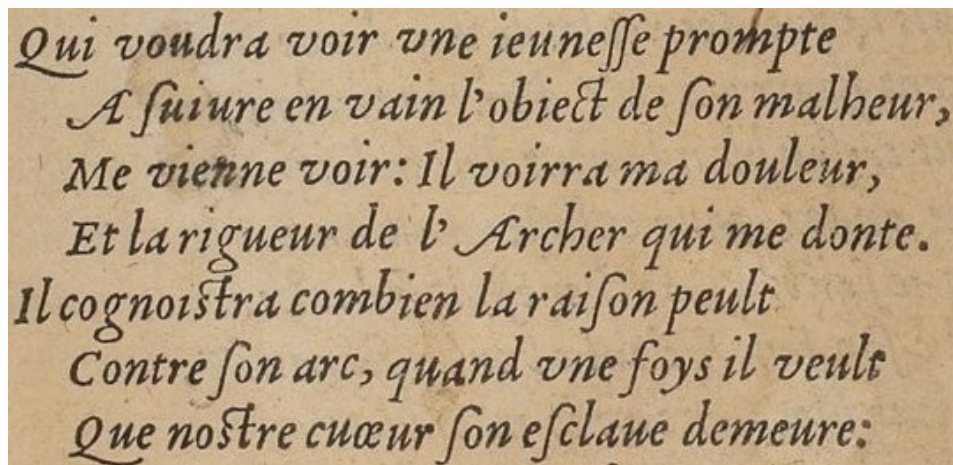 Qui voudra voir vne ieuneſſe prompte
A ſuiure en vain l'obiect de ſon malheur,
Me vienne voir: Il voirra ma douleur,
Et la rigueur de l'Archer qui me donte.
Il cognoiſtra combien la raiſon peult
Contre ſon arc, quand vne foys il veult
Que noſtre cuœur ſon eſclaue demeure: